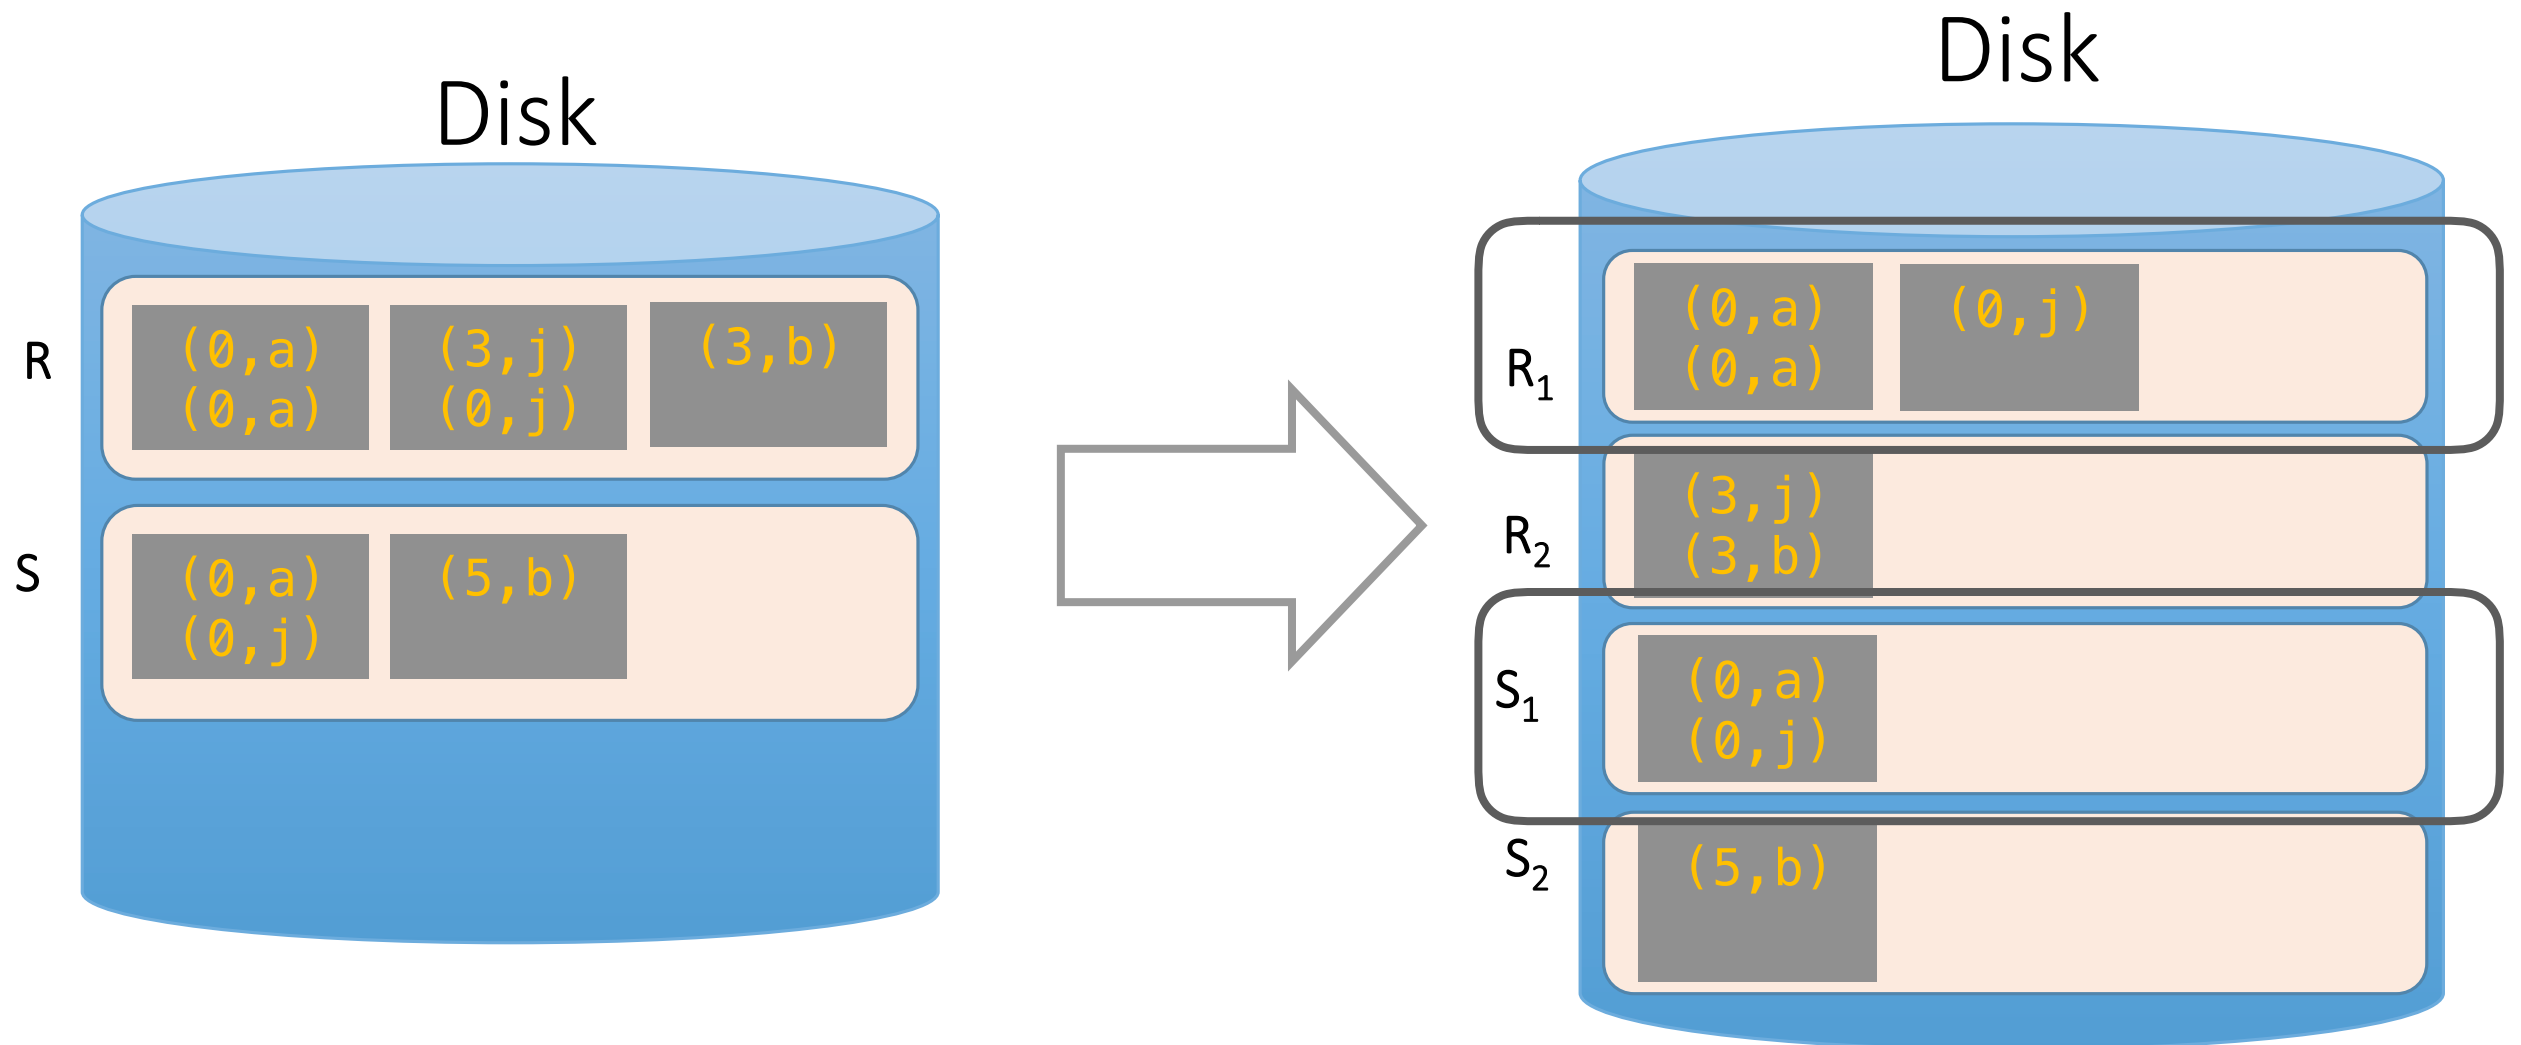 Disk
R
(0,a) (3,j) (3,b)
(0,a) (0,j)
S
(0,a) (5,b)
(0,j)
Disk
R1
(0,a) (0,j)
(0,a)
R2
(3,j)
(3,b)
S1
(0,a)
(0,j)
S2
(5,b)